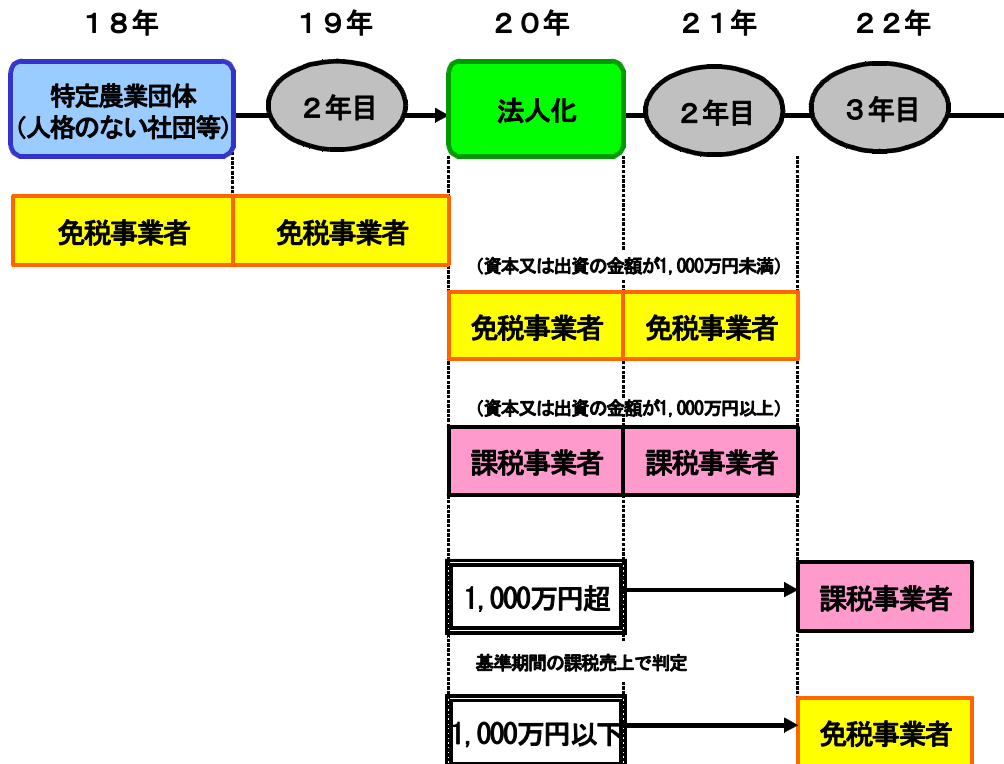 18年 19年 20年 21年 22年
特定農業団体
(人格のない社団等)
2年目
法人化
2年目
3年目
免税事業者 免税事業者
(資本又は出資の金額が1,000万円未満)
免税事業者 免税事業者
(資本又は出資の金額が1,000万円以上)
課税事業者 課税事業者
1,000万円超 課税事業者
基準期間の課税売上で判定
1,000万円以下 免税事業者